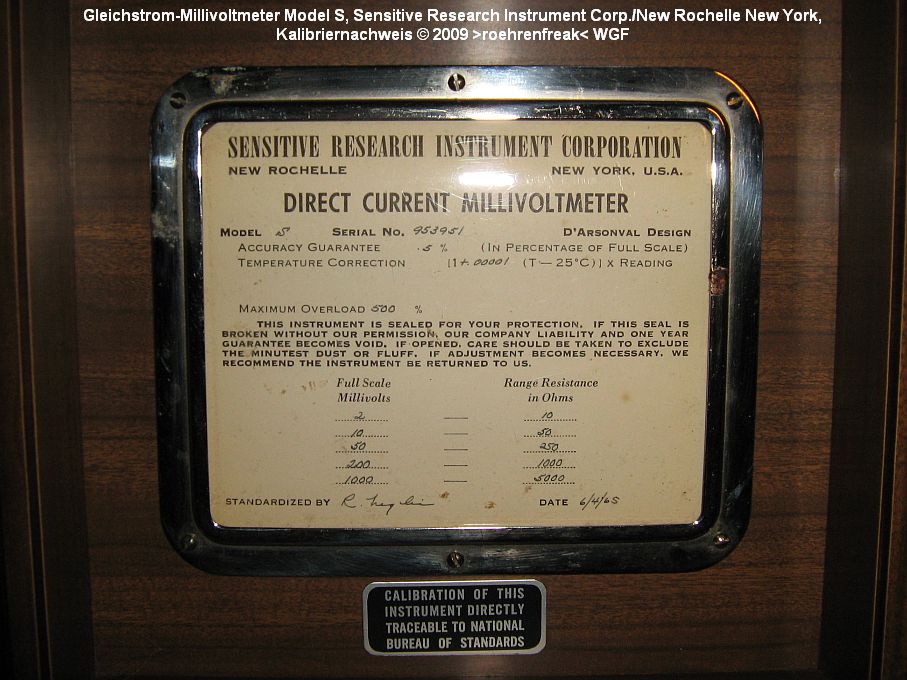 Gleichstrom-Millivoltmeter Model S, Sensitive Research Instrument Corp./New Rochelle New York,
Kalibriernachweis © 2009 >roehrenfreak< WGF
SENSITIVE RESEARCH INSTRUMENT CORPORATION
NEW ROCHELLE NEW YORK, U.S.A.
DIRECT CURRENT MILLIVOLTMETER
MODEL S SERIAL NO. 953951 D'ARSONVAL DESIGN
ACCURACY GUARANTEE .5 % (IN PERCENTAGE OF FULL SCALE)
TEMPERATURE CORRECTION [1+.00001 (T—25°C)] X READING
MAXIMUM OVERLOAD 500 %
THIS INSTRUMENT IS SEALED FOR YOUR PROTECTION. IF THIS SEAL IS
BROKEN WITHOUT OUR PERMISSION, OUR COMPANY LIABILITY AND ONE YEAR
GUARANTEE BECOMES VOID. IF OPENED, CARE SHOULD BE TAKEN TO EXCLUDE
THE MINUTEST DUST OR FLUFF. IF ADJUSTMENT BECOMES NECESSARY, WE
RECOMMEND THE INSTRUMENT BE RETURNED TO US.
Full Scale Range Resistance
Millivolts in Ohms
2 — 10
10 — 50
50 — 250
200 — 1000
1000 — 5000
STANDARDIZED BY R. DATE 6/4/65
CALIBRATION OF THIS
INSTRUMENT DIRECTLY
TRACEABLE TO NATIONAL
BUREAU OF STANDARDS